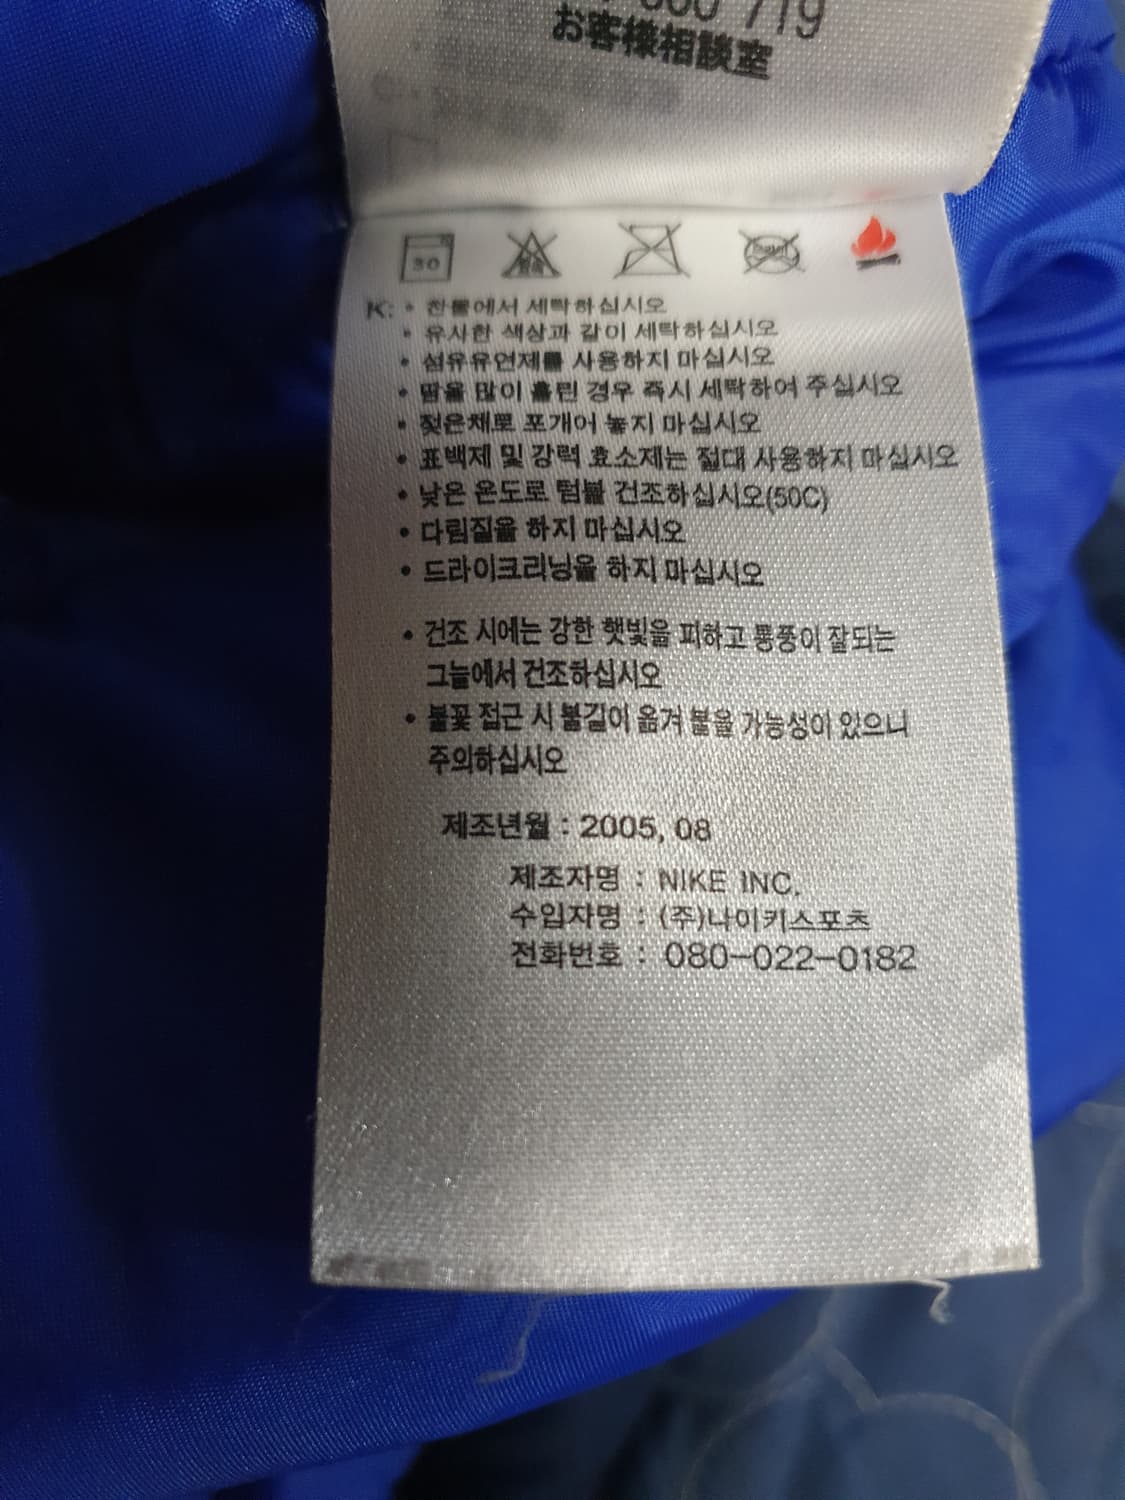 719
お客様相談室
30
K: • 찬물에서 세탁하십시오
• 유사한 색상과 같이 세탁하십시오
• 섬유유연제를 사용하지 마십시오
• 땀을 많이 흘린 경우 즉시 세탁하여 주십시오
• 젖은채로 포개어 놓지 마십시오
• 표백제 및 강력 효소제는 절대 사용하지 마십시오
• 낮은 온도로 텀블 건조하십시오(50C)
• 다림질을 하지 마십시오
• 드라이크리닝을 하지 마십시오
• 건조 시에는 강한 햇빛을 피하고 통풍이 잘되는
그늘에서 건조하십시오
• 불꽃 접근 시 불길이 옮겨 붙을 가능성이 있으니
주의하십시오
제조년월 : 2005, 08
제조자명 : NIKE INC.
수입자명 : (주)나이키스포츠
전화번호 : 080-022-0182